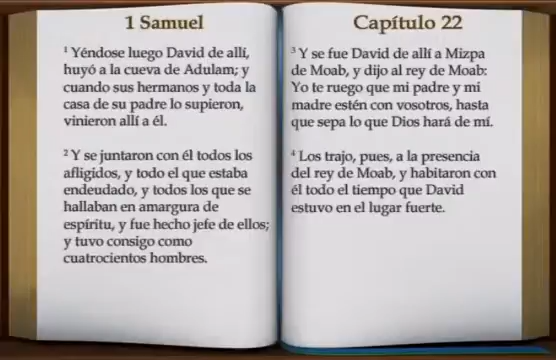 1 Samuel
¹ Yéndose luego David de allí,
huyó a la cueva de Adulam; y
cuando sus hermanos y toda la
casa de su padre lo supieron,
vinieron allí a él.
² Y se juntaron con él todos los
afligidos, y todo el que estaba
endeudado, y todos los que se
hallaban en amargura de
espíritu, y fue hecho jefe de ellos;
y tuvo consigo como
cuatrocientos hombres.
Capítulo 22
³ Y se fue David de allí a Mizpa
de Moab, y dijo al rey de Moab:
Yo te ruego que mi padre y mi
madre estén con vosotros, hasta
que sepa lo que Dios hará de mí.
⁴ Los trajo, pues, a la presencia
del rey de Moab, y habitaron con
él todo el tiempo que David
estuvo en el lugar fuerte.